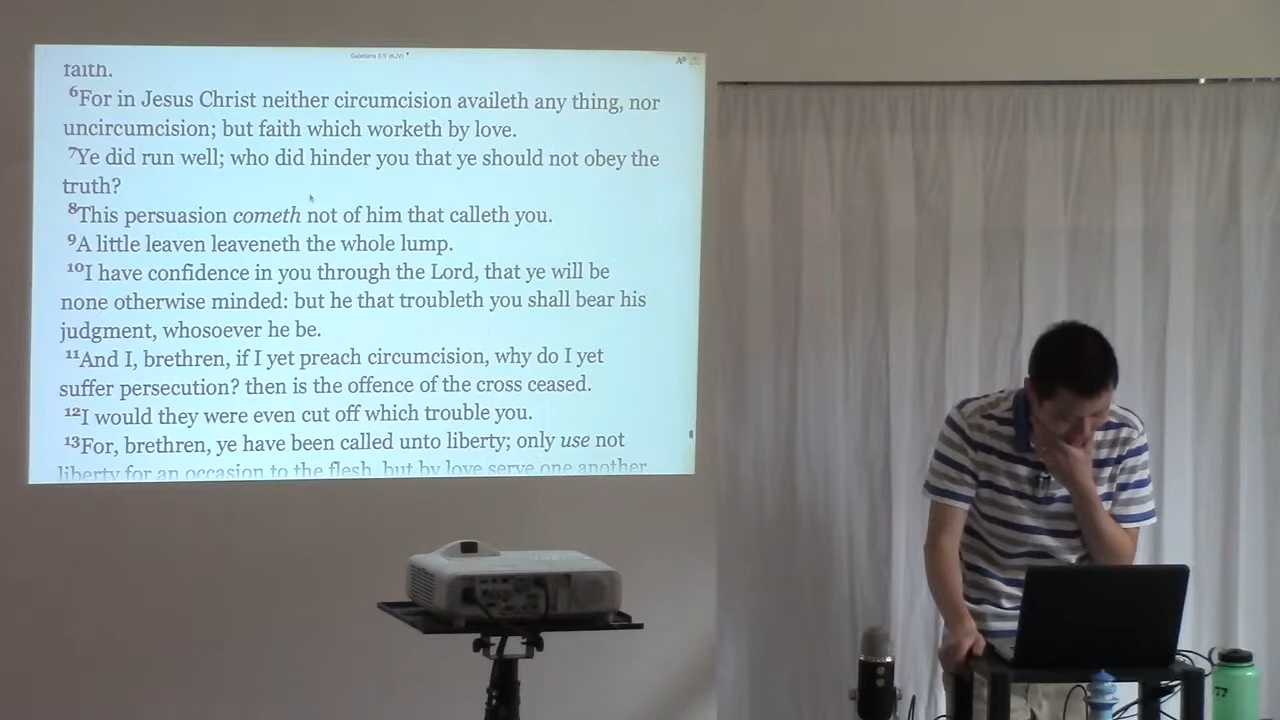 Galatians 5:5 (KJV)
faith.
6For in Jesus Christ neither circumcision availeth any thing, nor
uncircumcision; but faith which worketh by love.
7Ye did run well; who did hinder you that ye should not obey the
truth?
8This persuasion cometh not of him that calleth you.
9A little leaven leaveneth the whole lump.
10I have confidence in you through the Lord, that ye will be
none otherwise minded: but he that troubleth you shall bear his
judgment, whosoever he be.
11And I, brethren, if I yet preach circumcision, why do I yet
suffer persecution? then is the offence of the cross ceased.
12I would they were even cut off which trouble you.
13For, brethren, ye have been called unto liberty; only use not
liberty for an occasion to the flesh, but by love serve one another